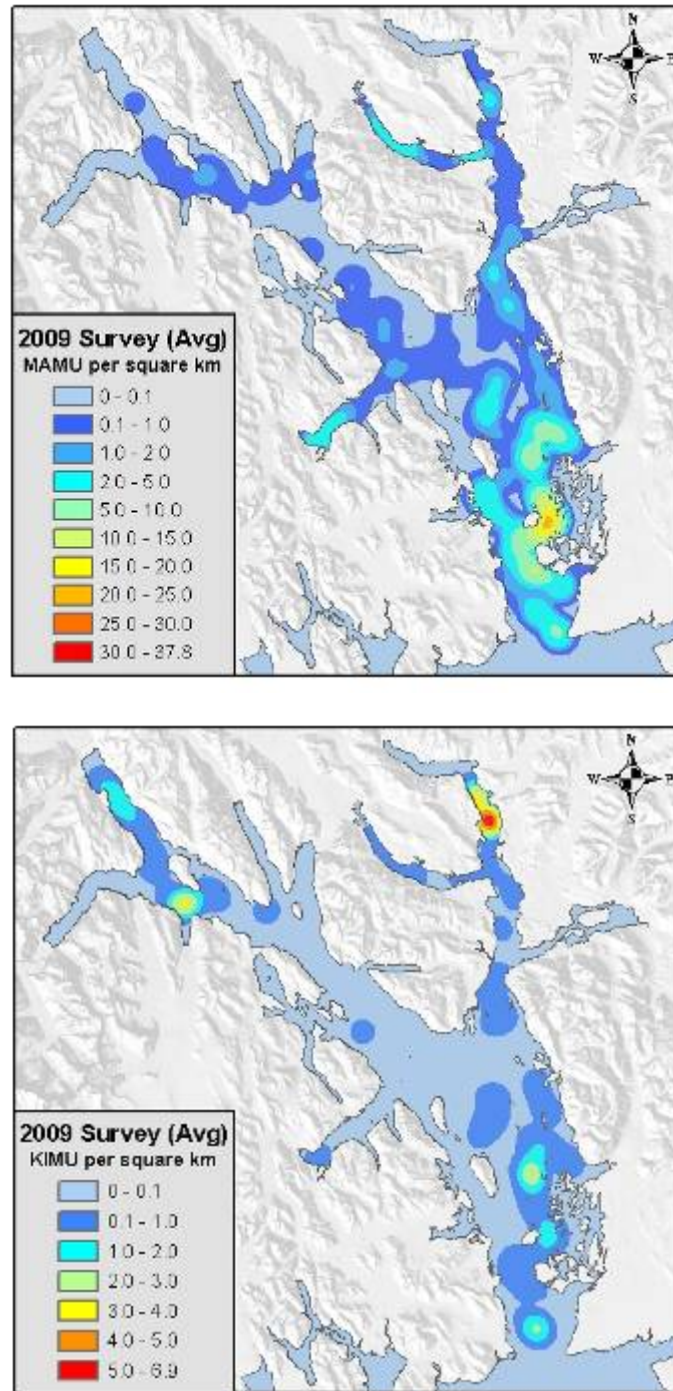 N
W E
S
2009 Survey (Avg)
MAMU per square km
0 - 0.1
0.1 - 1.0
1.0 - 2.0
2.0 - 5.0
5.0 - 10.0
10.0 - 15.0
15.0 - 20.0
20.0 - 25.0
25.0 - 30.0
30.0 - 37.8
N
W E
S
2009 Survey (Avg)
KIMU per square km
0 - 0.1
0.1 - 1.0
1.0 - 2.0
2.0 - 3.0
3.0 - 4.0
4.0 - 5.0
5.0 - 6.9